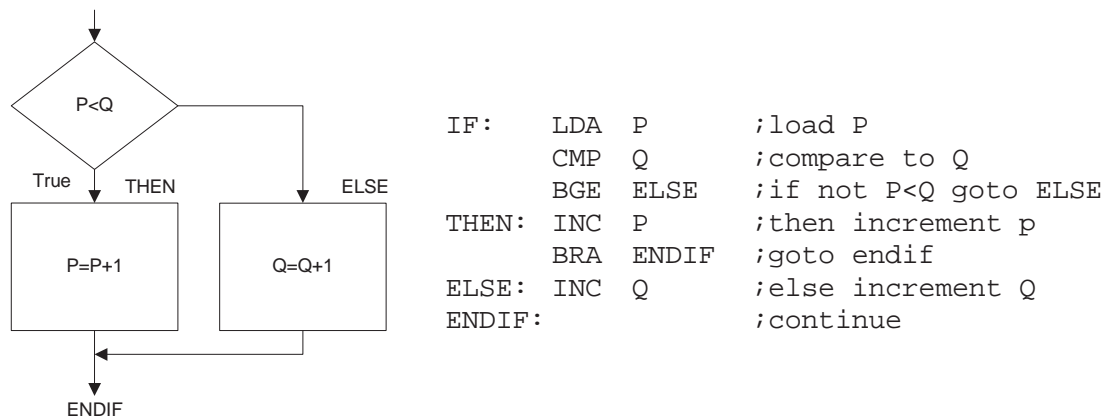 P<Q
True
THEN
ELSE
P=P+1
Q=Q+1
ENDIF
IF: LDA P ;load P
CMP Q ;compare to Q
BGE ELSE ;if not P<Q goto ELSE
THEN: INC P ;then increment p
BRA ENDIF ;goto endif
ELSE: INC Q ;else increment Q
ENDIF: ;continue